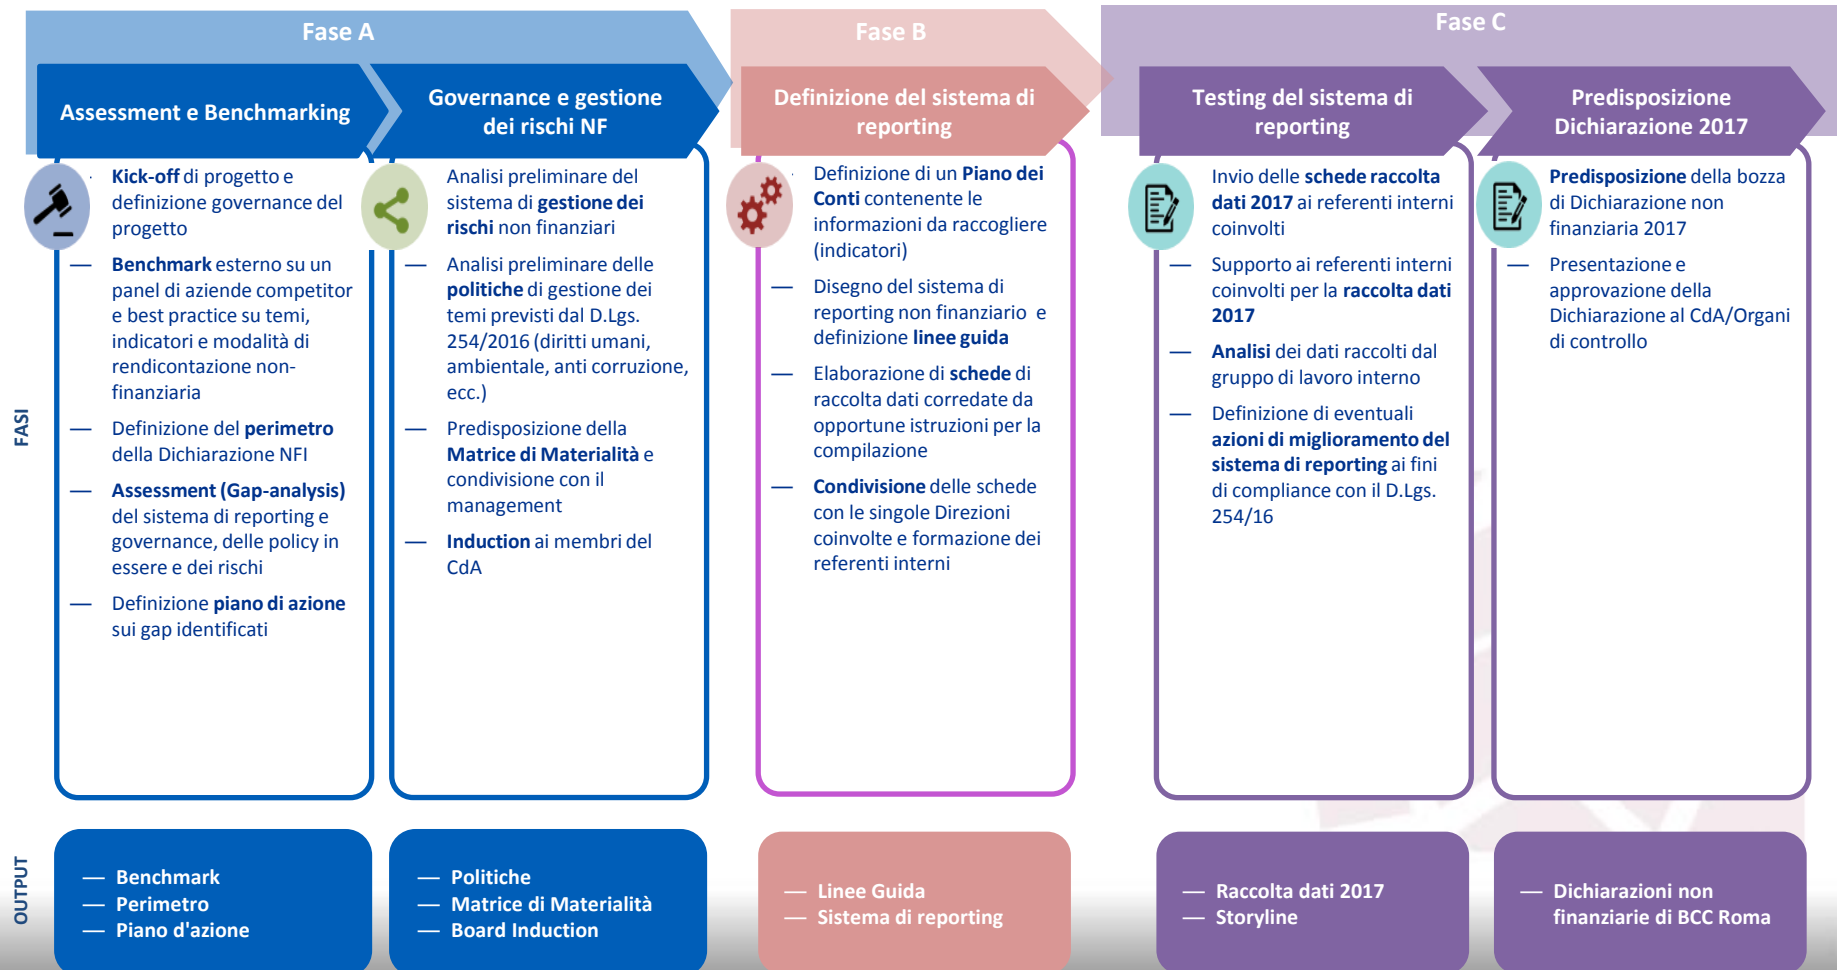 Fase A
Fase B
Fase C
Assessment e Benchmarking
Governance e gestione
dei rischi NF
Definizione del sistema di
reporting
Testing del sistema di
reporting
Predisposizione
Dichiarazione 2017
FASI
Kick-off di progetto e
definizione governance del
progetto
— Benchmark esterno su un
panel di aziende competitor
e best practice su temi,
indicatori e modalità di
rendicontazione non-
finanziaria
— Definizione del perimetro
della Dichiarazione NFI
— Assessment (Gap-analysis)
del sistema di reporting e
governance, delle policy in
essere e dei rischi
— Definizione piano di azione
sui gap identificati
Analisi preliminare del
sistema di gestione dei
rischi non finanziari
— Analisi preliminare delle
politiche di gestione dei
temi previsti dal D.Lgs.
254/2016 (diritti umani,
ambientale, anti corruzione,
ecc.)
— Predisposizione della
Matrice di Materialità e
condivisione con il
management
— Induction ai membri del
CdA
Definizione di un Piano dei
Conti contenente le
informazioni da raccogliere
(indicatori)
— Disegno del sistema di
reporting non finanziario e
definizione linee guida
— Elaborazione di schede di
raccolta dati corredate da
opportune istruzioni per la
compilazione
— Condivisione delle schede
con le singole Direzioni
coinvolte e formazione dei
referenti interni
Invio delle schede raccolta
dati 2017 ai referenti interni
coinvolti
— Supporto ai referenti interni
coinvolti per la raccolta dati
2017
— Analisi dei dati raccolti dal
gruppo di lavoro interno
— Definizione di eventuali
azioni di miglioramento del
sistema di reporting ai fini
di compliance con il D.Lgs.
254/16
Predisposizione della bozza
di Dichiarazione non
finanziaria 2017
— Presentazione e
approvazione della
Dichiarazione al CdA/Organi
di controllo
OUTPUT
— Benchmark
— Perimetro
— Piano d'azione
— Politiche
— Matrice di Materialità
— Board Induction
— Linee Guida
— Sistema di reporting
— Raccolta dati 2017
— Storyline
— Dichiarazioni non
finanziarie di BCC Roma